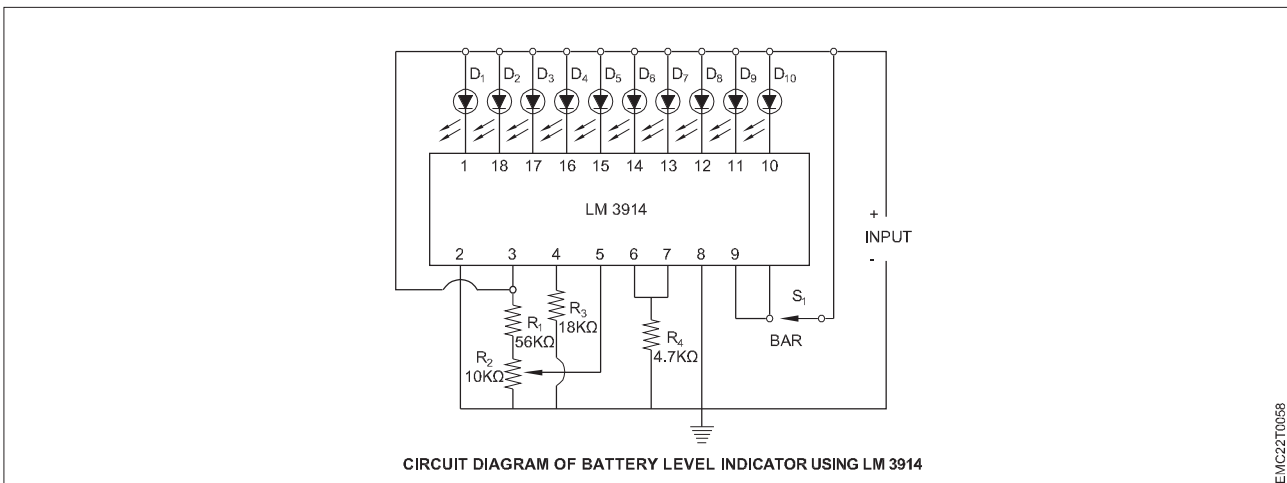 D1 D2 D3 D4 D5 D6 D7 D8 D9 D10
1 18 17 16 15 14 13 12 11 10
LM 3914
+
INPUT
-
2 3 4 5 6 7 8 9
S1
BAR
R1
56KΩ
R2
10KΩ
R3
18KΩ
R4
4.7KΩ
CIRCUIT DIAGRAM OF BATTERY LEVEL INDICATOR USING LM 3914
EMC22T0058